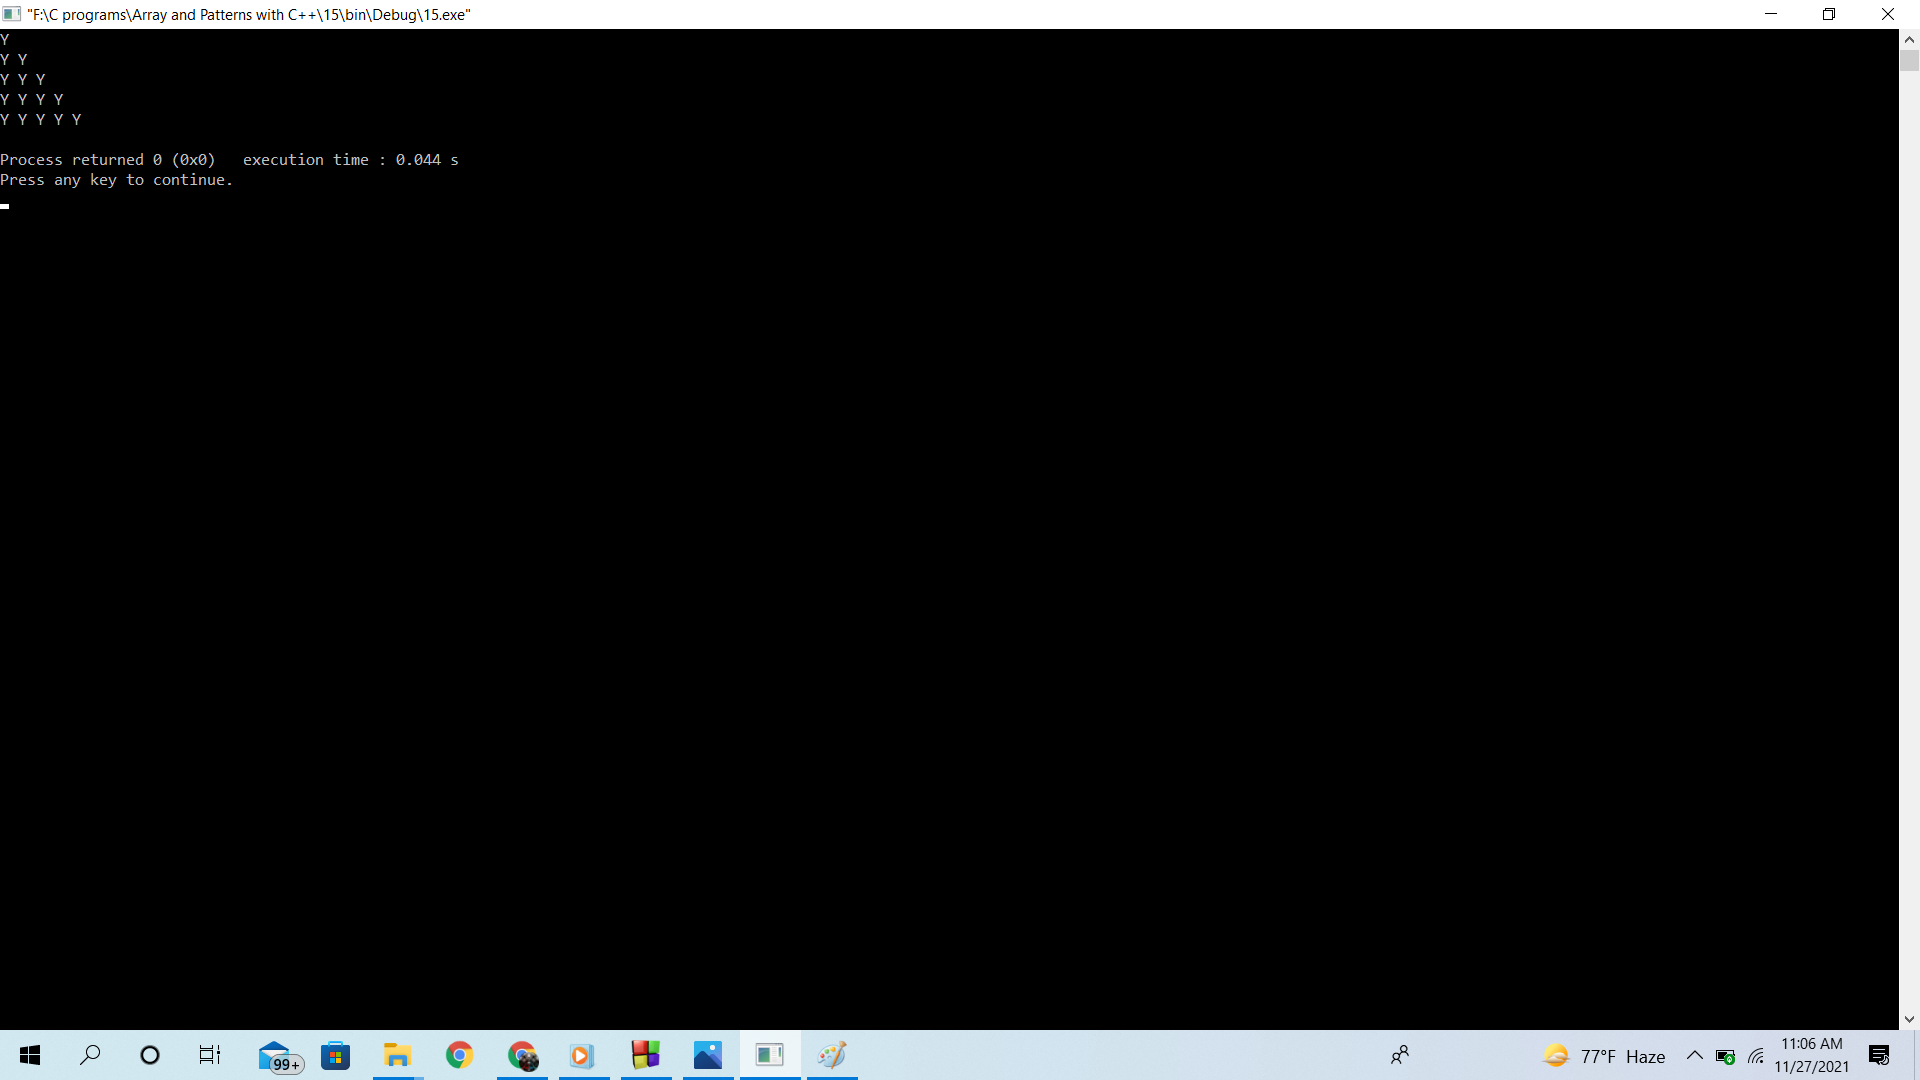 "F:\C programs\Array and Patterns with C++\15\bin\Debug\15.exe"
Y
Y Y
Y Y Y
Y Y Y Y
Y Y Y Y Y
Process returned 0 (0x0)   execution time : 0.044 s
Press any key to continue.
99+
77°F Haze
11:06 AM
11/27/2021